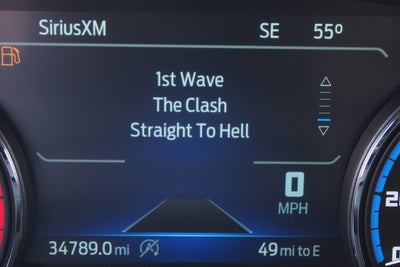 SiriusXM SE 55º
1st Wave
The Clash
Straight To Hell
0
MPH
34789.0 mi 49 mi to E